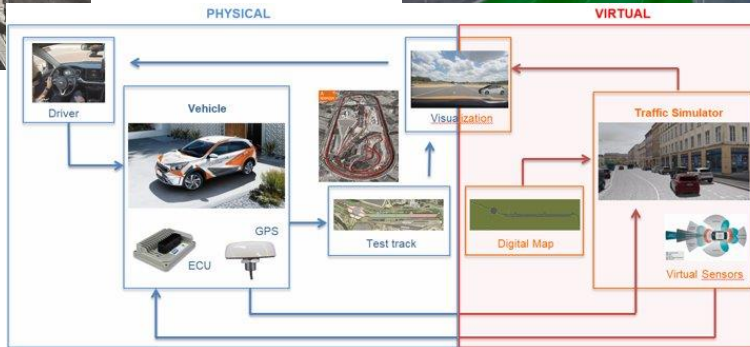 PHYSICAL
VIRTUAL
Driver
Vehicle
Visualization
Traffic Simulator
GPS
ECU
Test track
Digital Map
Virtual Sensors